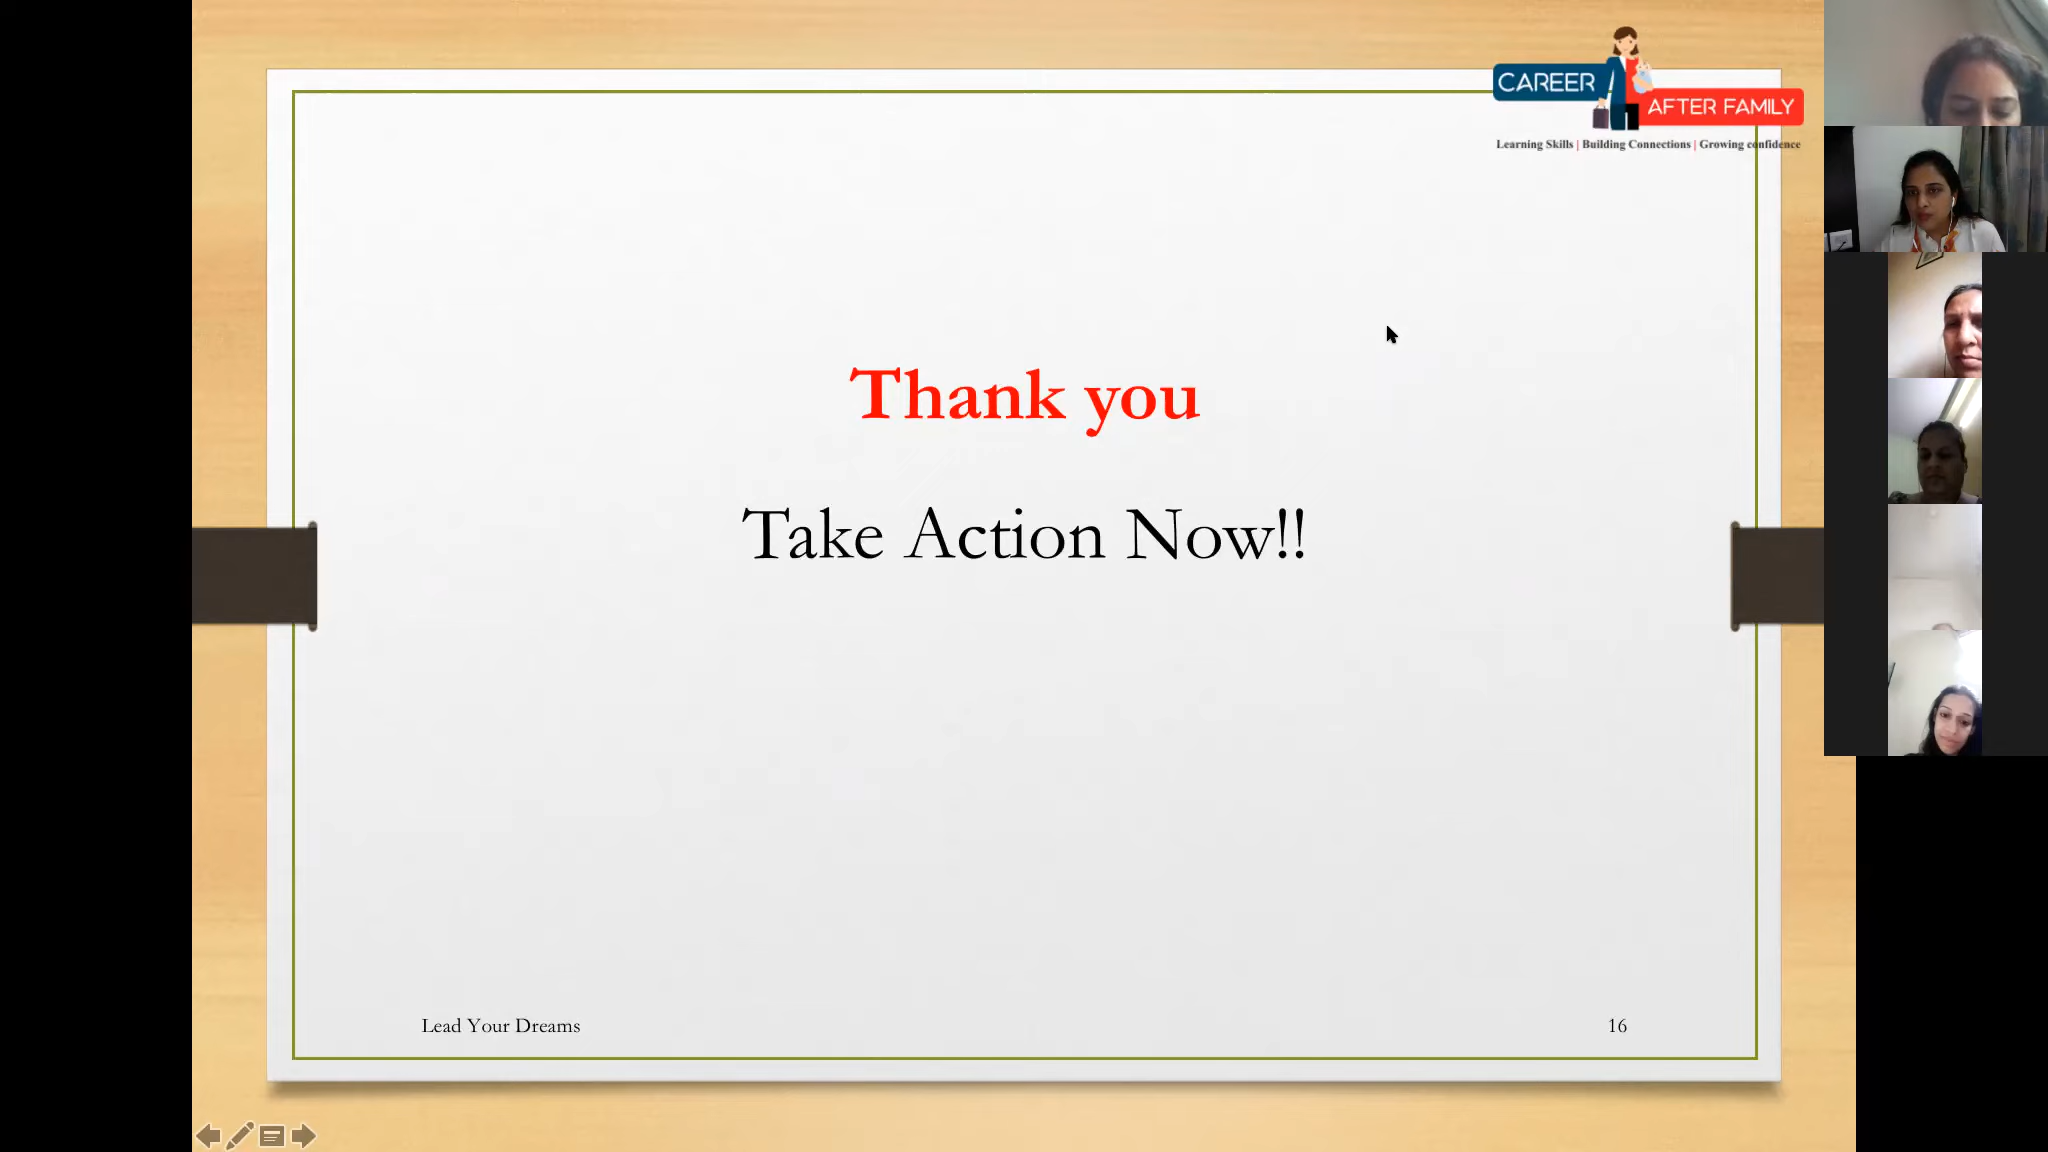 CAREER
AFTER FAMILY
Learning Skills | Building Connections | Growing confidence
Thank you
Take Action Now!!
Lead Your Dreams
16